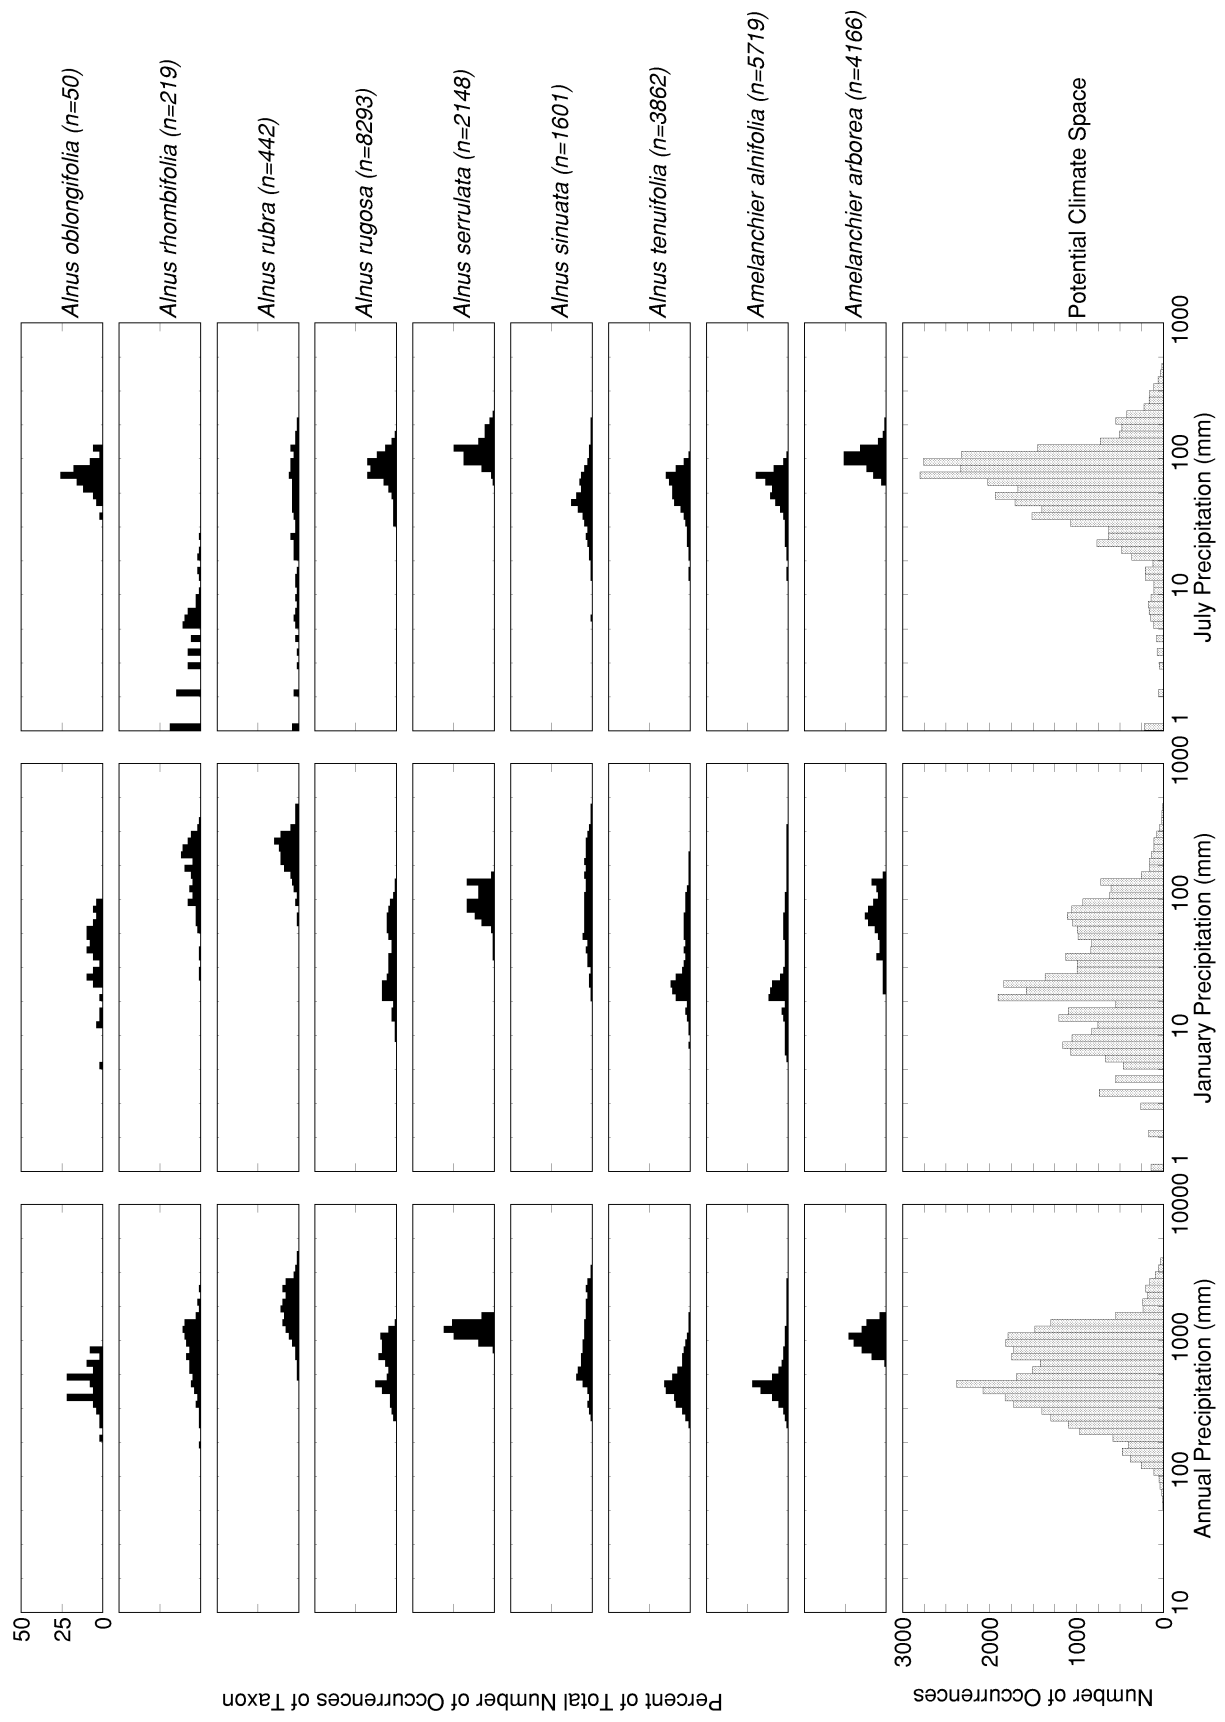 50
25
0
Percent of Total Number of Occurrences of Taxon
Alnus oblongifolia (n=50)
Alnus rhombifolia (n=219)
Alnus rubra (n=442)
Alnus rugosa (n=8293)
Alnus serrulata (n=2148)
Alnus sinuata (n=1601)
Alnus tenuifolia (n=3862)
Amelanchier alnifolia (n=5719)
Amelanchier arborea (n=4166)
Potential Climate Space
3000
2000
1000
0
Number of Occurrences
10 100 1000 10000
Annual Precipitation (mm)
1 10 100 1000
January Precipitation (mm)
1 10 100 1000
July Precipitation (mm)